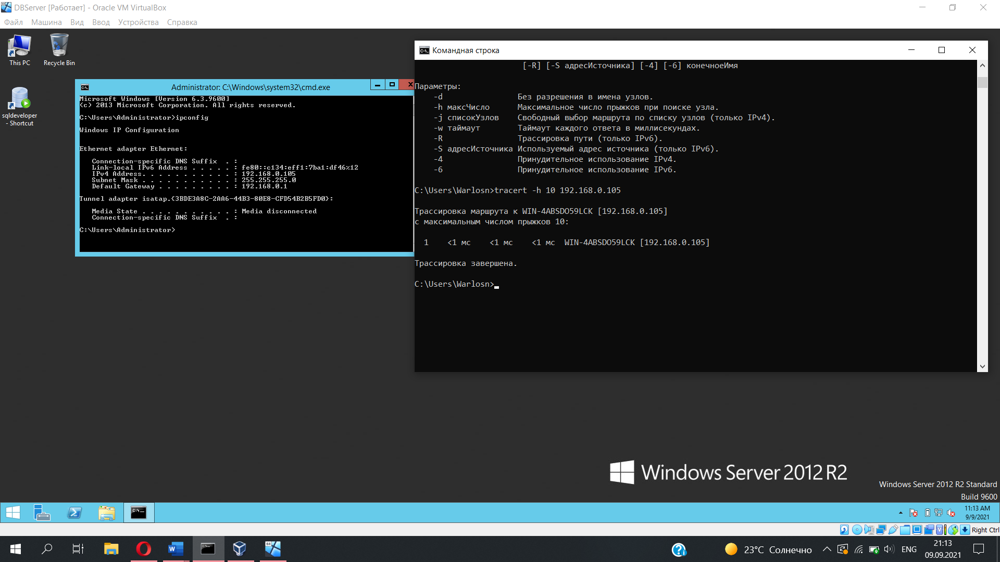 DBServer [Работает] - Oracle VM VirtualBox
Файл Машина Вид Ввод Устройства Справка
This PC
Recycle Bin
sqldeveloper
- Shortcut
Administrator: C:\Windows\system32\cmd.exe
Microsoft Windows [Version 6.3.9600]
(c) 2013 Microsoft Corporation. All rights reserved.
C:\Users\Administrator>ipconfig
Windows IP Configuration
Ethernet adapter Ethernet:
Connection-specific DNS Suffix . :
Link-local IPv6 Address . . . . . : fe80::c134:eff1:7ba1:df46%12
IPv4 Address. . . . . . . . . . . : 192.168.0.105
Subnet Mask . . . . . . . . . . . : 255.255.255.0
Default Gateway . . . . . . . . . : 192.168.0.1
Tunnel adapter isatap.{3BDE3A8C-2AA6-44B3-80E8-CFD54B2B5FD0}:
Media State . . . . . . . . . . . : Media disconnected
Connection-specific DNS Suffix . :
C:\Users\Administrator>
Командная строка
[-R] [-S адресИсточника] [-4] [-6] конечноеИмя
Параметры:
-d Без разрешения в имена узлов.
-h максЧисло Максимальное число прыжков при поиске узла.
-j списокУзлов Свободный выбор маршрута по списку узлов (только IPv4).
-w таймаут Таймаут каждого ответа в миллисекундах.
-R Трассировка пути (только IPv6).
-S адресИсточника Используемый адрес источника (только IPv6).
-4 Принудительное использование IPv4.
-6 Принудительное использование IPv6.
C:\Users\Warlosn>tracert -h 10 192.168.0.105
Трассировка маршрута к WIN-4ABSDO59LCK [192.168.0.105]
с максимальным числом прыжков 10:
1 <1 мс <1 мс <1 мс WIN-4ABSDO59LCK [192.168.0.105]
Трассировка завершена.
C:\Users\Warlosn>
Windows Server 2012 R2
Windows Server 2012 R2 Standard
Build 9600
11:13 AM
9/9/2021
Right Ctrl
23°C Солнечно
ENG
21:13
09.09.2021